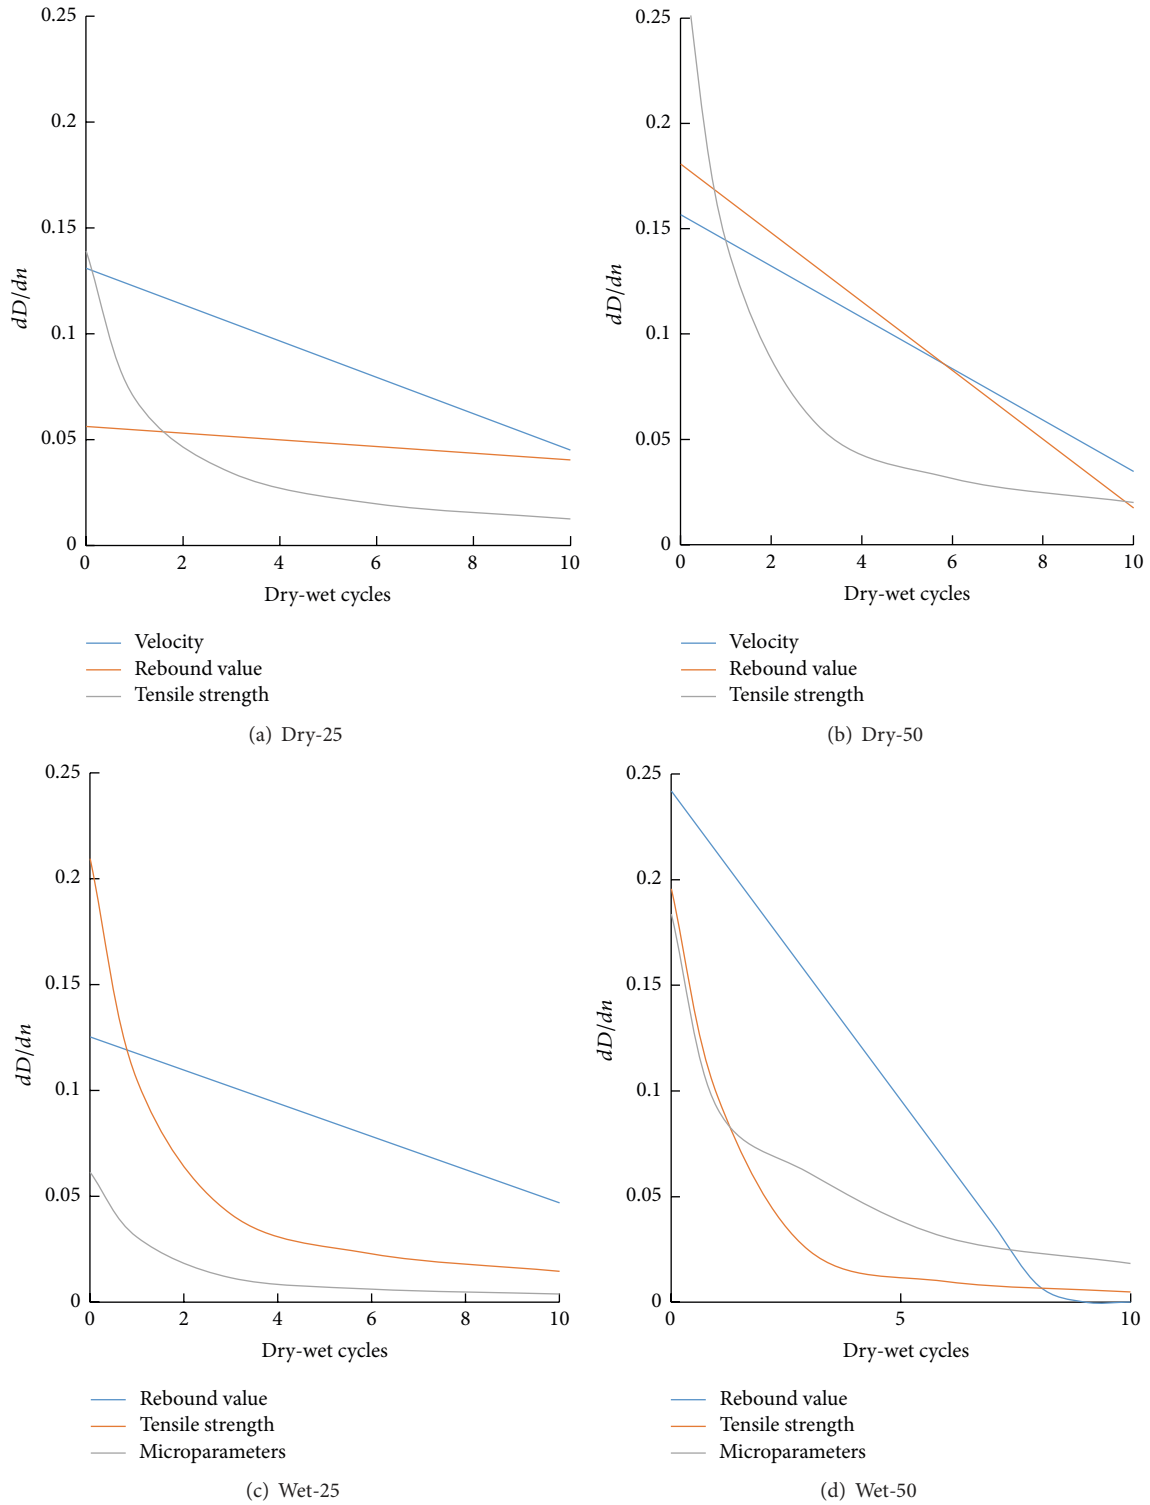 0.25
0.2
0.15
0.1
0.05
0
dD/dn
0 2 4 6 8 10
Dry-wet cycles
Velocity
Rebound value
Tensile strength
(a) Dry-25
0.25
0.2
0.15
0.1
0.05
0
dD/dn
0 2 4 6 8 10
Dry-wet cycles
Velocity
Rebound value
Tensile strength
(b) Dry-50
0.25
0.2
0.15
0.1
0.05
0
dD/dn
0 2 4 6 8 10
Dry-wet cycles
Rebound value
Tensile strength
Microparameters
(c) Wet-25
0.25
0.2
0.15
0.1
0.05
0
dD/dn
0 5 10
Dry-wet cycles
Rebound value
Tensile strength
Microparameters
(d) Wet-50